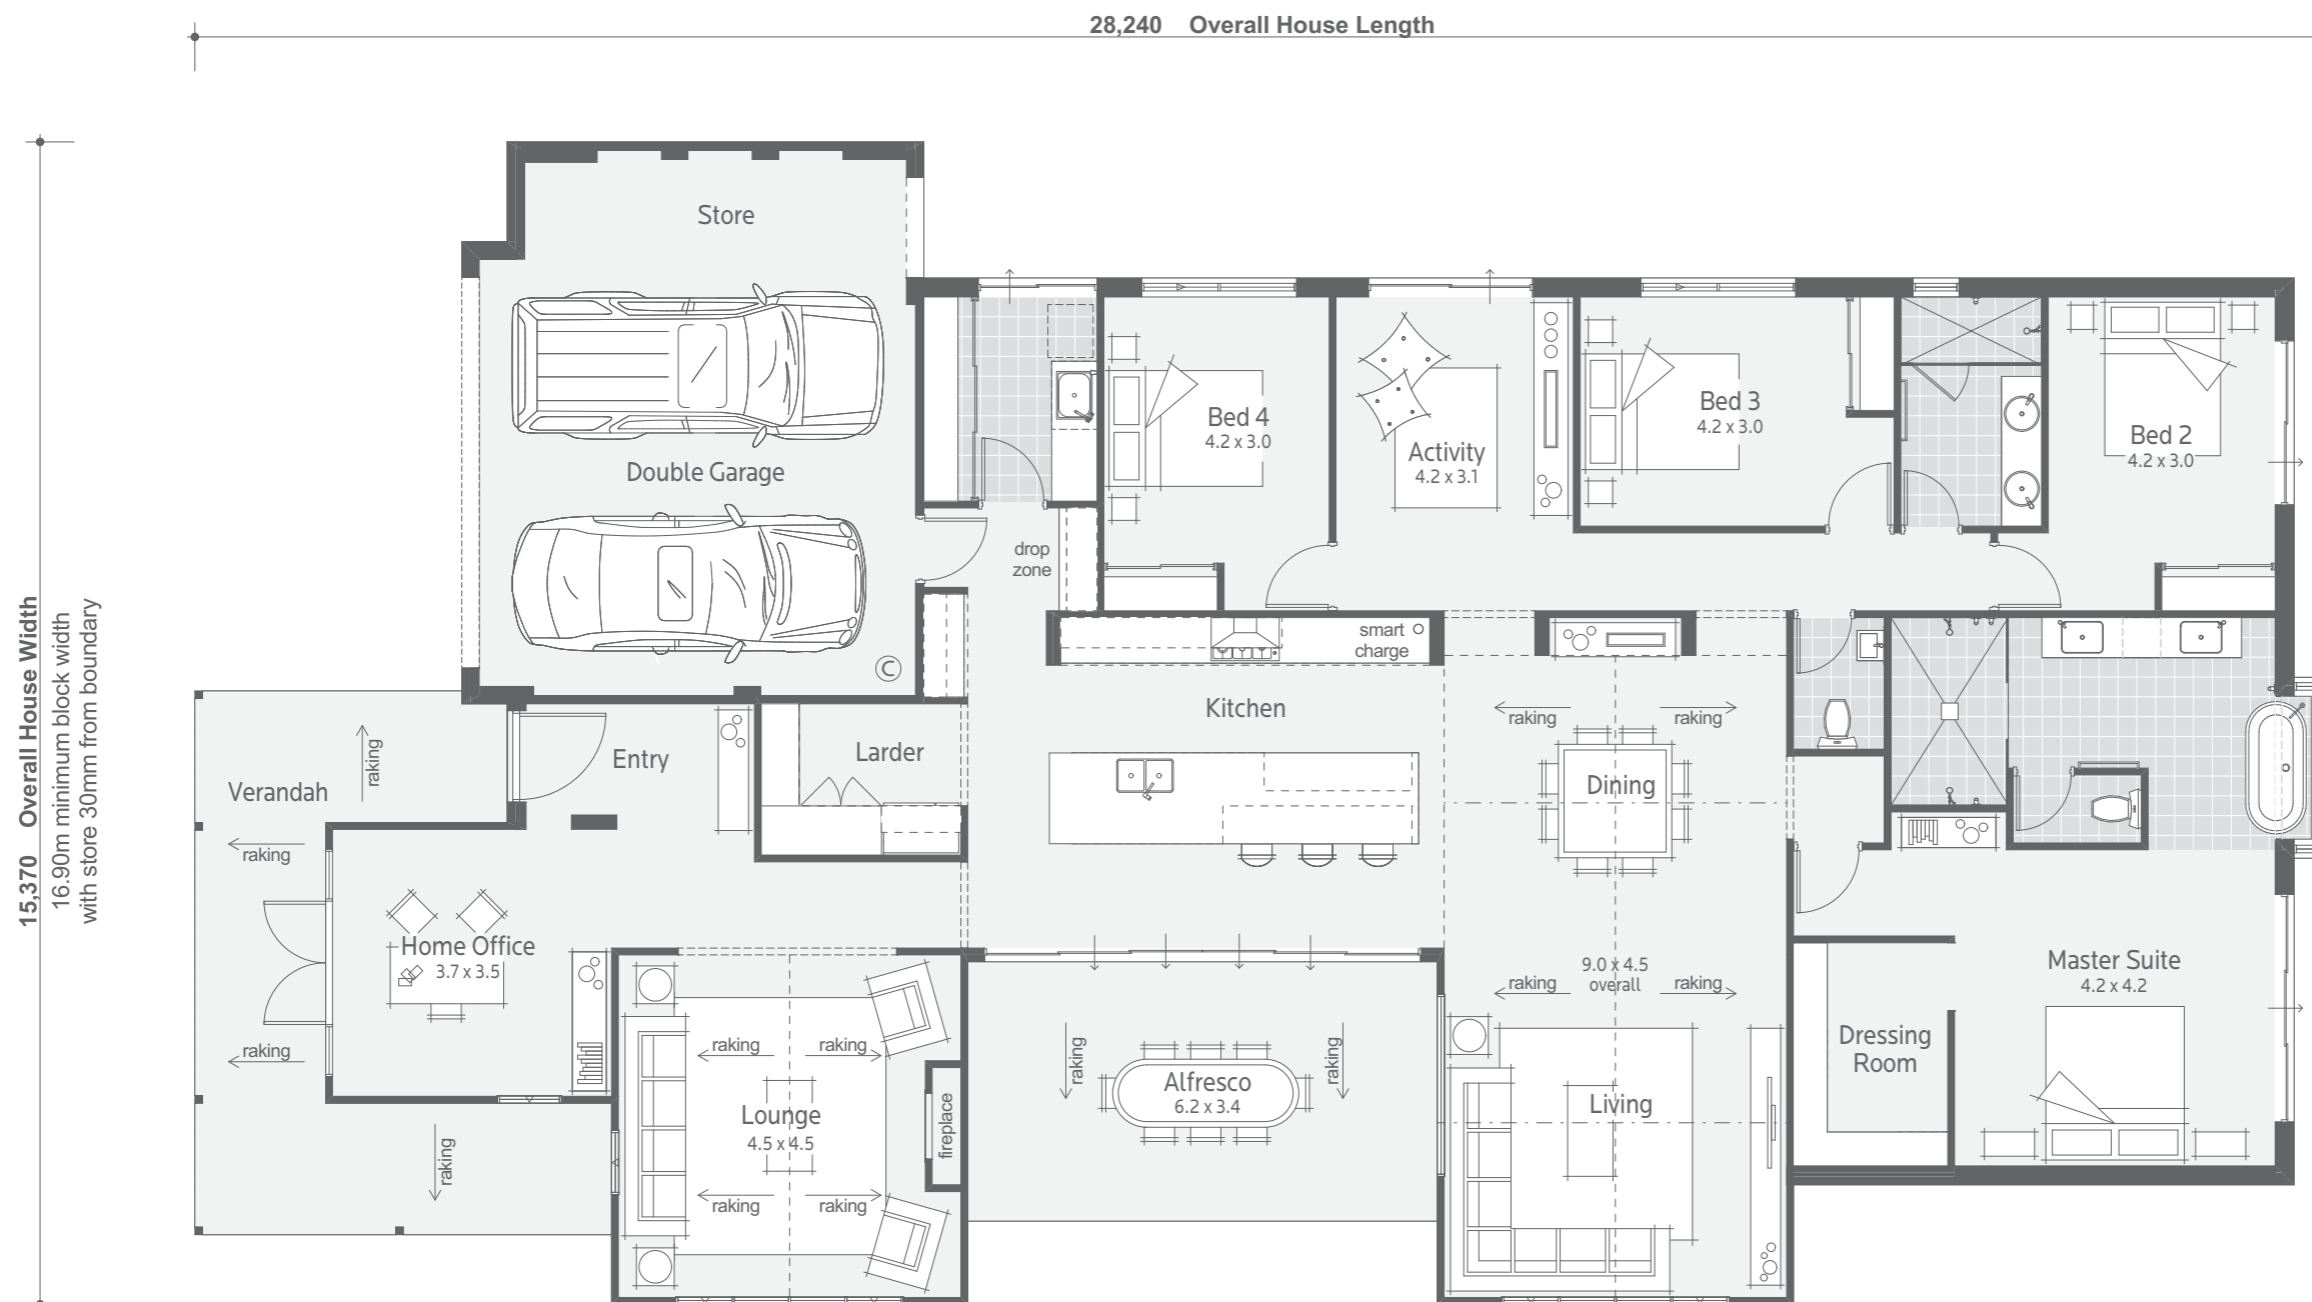 28,240 Overall House Length
15,370 Overall House Width
16.90m minimum block width
with store 30mm from boundary
Store
Double Garage
C
drop
zone
Bed 4
4.2 x 3.0
Activity
4.2 x 3.1
Bed 3
4.2 x 3.0
Bed 2
4.2 x 3.0
smart
charge
Verandah
raking
raking
raking
raking
Entry
Larder
Kitchen
raking
raking
Dining
Home Office
3.7 x 3.5
9.0 x 4.5
overall
raking
raking
Master Suite
4.2 x 4.2
Dressing
Room
raking
raking
Lounge
4.5 x 4.5
raking
raking
fireplace
raking
Alfresco
6.2 x 3.4
raking
Living